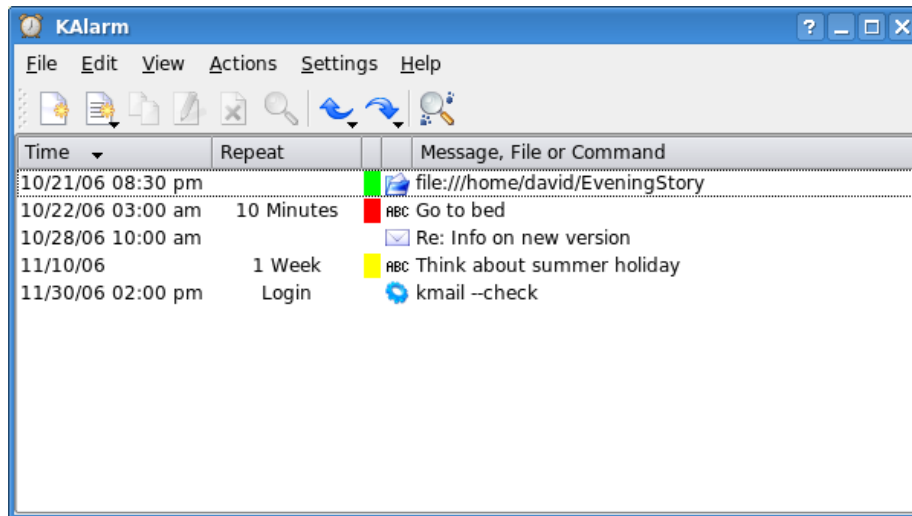 KAlarm
File Edit View Actions Settings Help
Time Repeat Message, File or Command
10/21/06 08:30 pm file:///home/david/EveningStory
10/22/06 03:00 am 10 Minutes ABC Go to bed
10/28/06 10:00 am Re: Info on new version
11/10/06 1 Week ABC Think about summer holiday
11/30/06 02:00 pm Login kmail --check